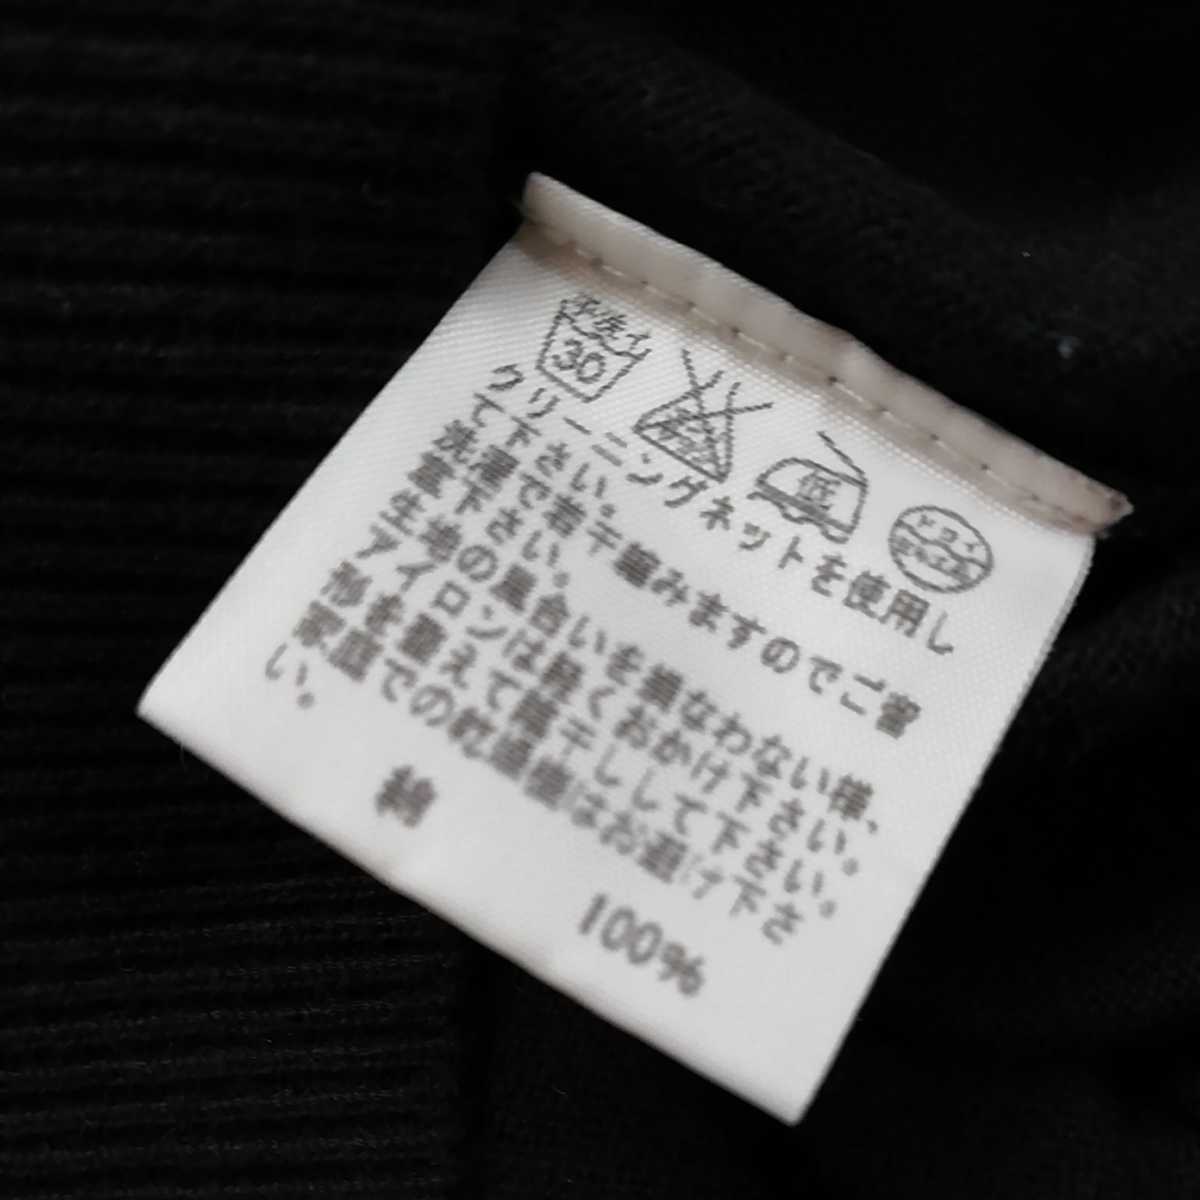 手洗イ
30
低
ドライ
クリーニングネットを使用し
て下さい。
洗濯で若干縮みますのでご留
意下さい。
生地の風合いを損なわない様、
アイロンは軽くおかけ下さい。
形を整えて陰干しして下さい。
家庭での乾燥機はお避け下さ
い。
綿 100%